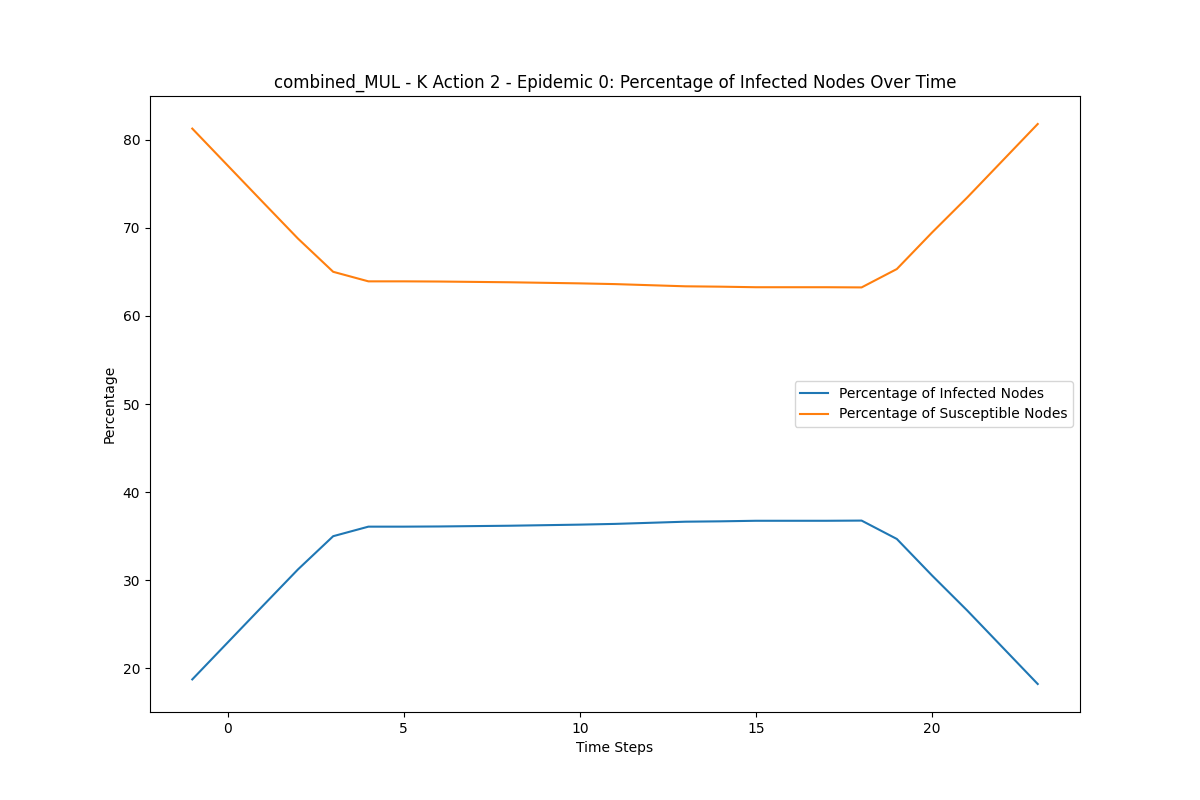 combined_MUL - K Action 2 - Epidemic 0: Percentage of Infected Nodes Over Time
80
70
60
50
40
30
20
Percentage
Percentage of Infected Nodes
Percentage of Susceptible Nodes
0 5 10 15 20
Time Steps